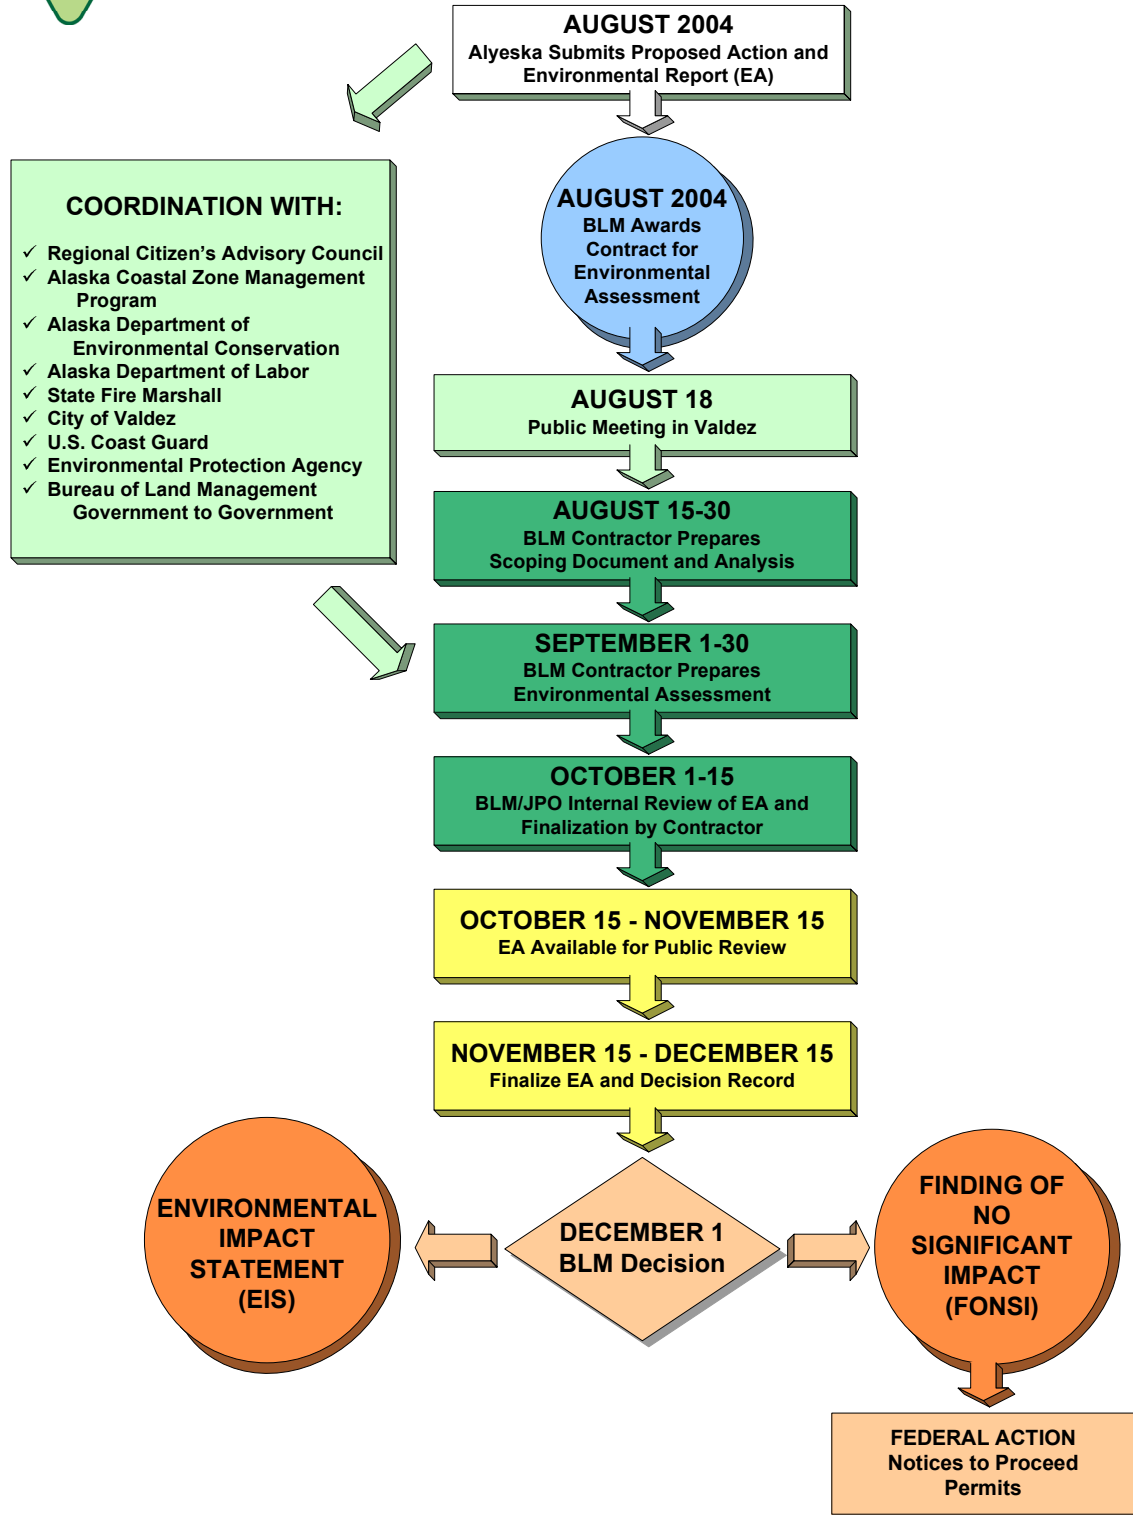 AUGUST 2004
Alyeska Submits Proposed Action and
Environmental Report (EA)
COORDINATION WITH:
✓ Regional Citizen's Advisory Council
✓ Alaska Coastal Zone Management
Program
✓ Alaska Department of
Environmental Conservation
✓ Alaska Department of Labor
✓ State Fire Marshall
✓ City of Valdez
✓ U.S. Coast Guard
✓ Environmental Protection Agency
✓ Bureau of Land Management
Government to Government
AUGUST 2004
BLM Awards
Contract for
Environmental
Assessment
AUGUST 18
Public Meeting in Valdez
AUGUST 15-30
BLM Contractor Prepares
Scoping Document and Analysis
SEPTEMBER 1-30
BLM Contractor Prepares
Environmental Assessment
OCTOBER 1-15
BLM/JPO Internal Review of EA and
Finalization by Contractor
OCTOBER 15 - NOVEMBER 15
EA Available for Public Review
NOVEMBER 15 - DECEMBER 15
Finalize EA and Decision Record
DECEMBER 1
BLM Decision
ENVIRONMENTAL
IMPACT
STATEMENT
(EIS)
FINDING OF
NO
SIGNIFICANT
IMPACT
(FONSI)
FEDERAL ACTION
Notices to Proceed
Permits